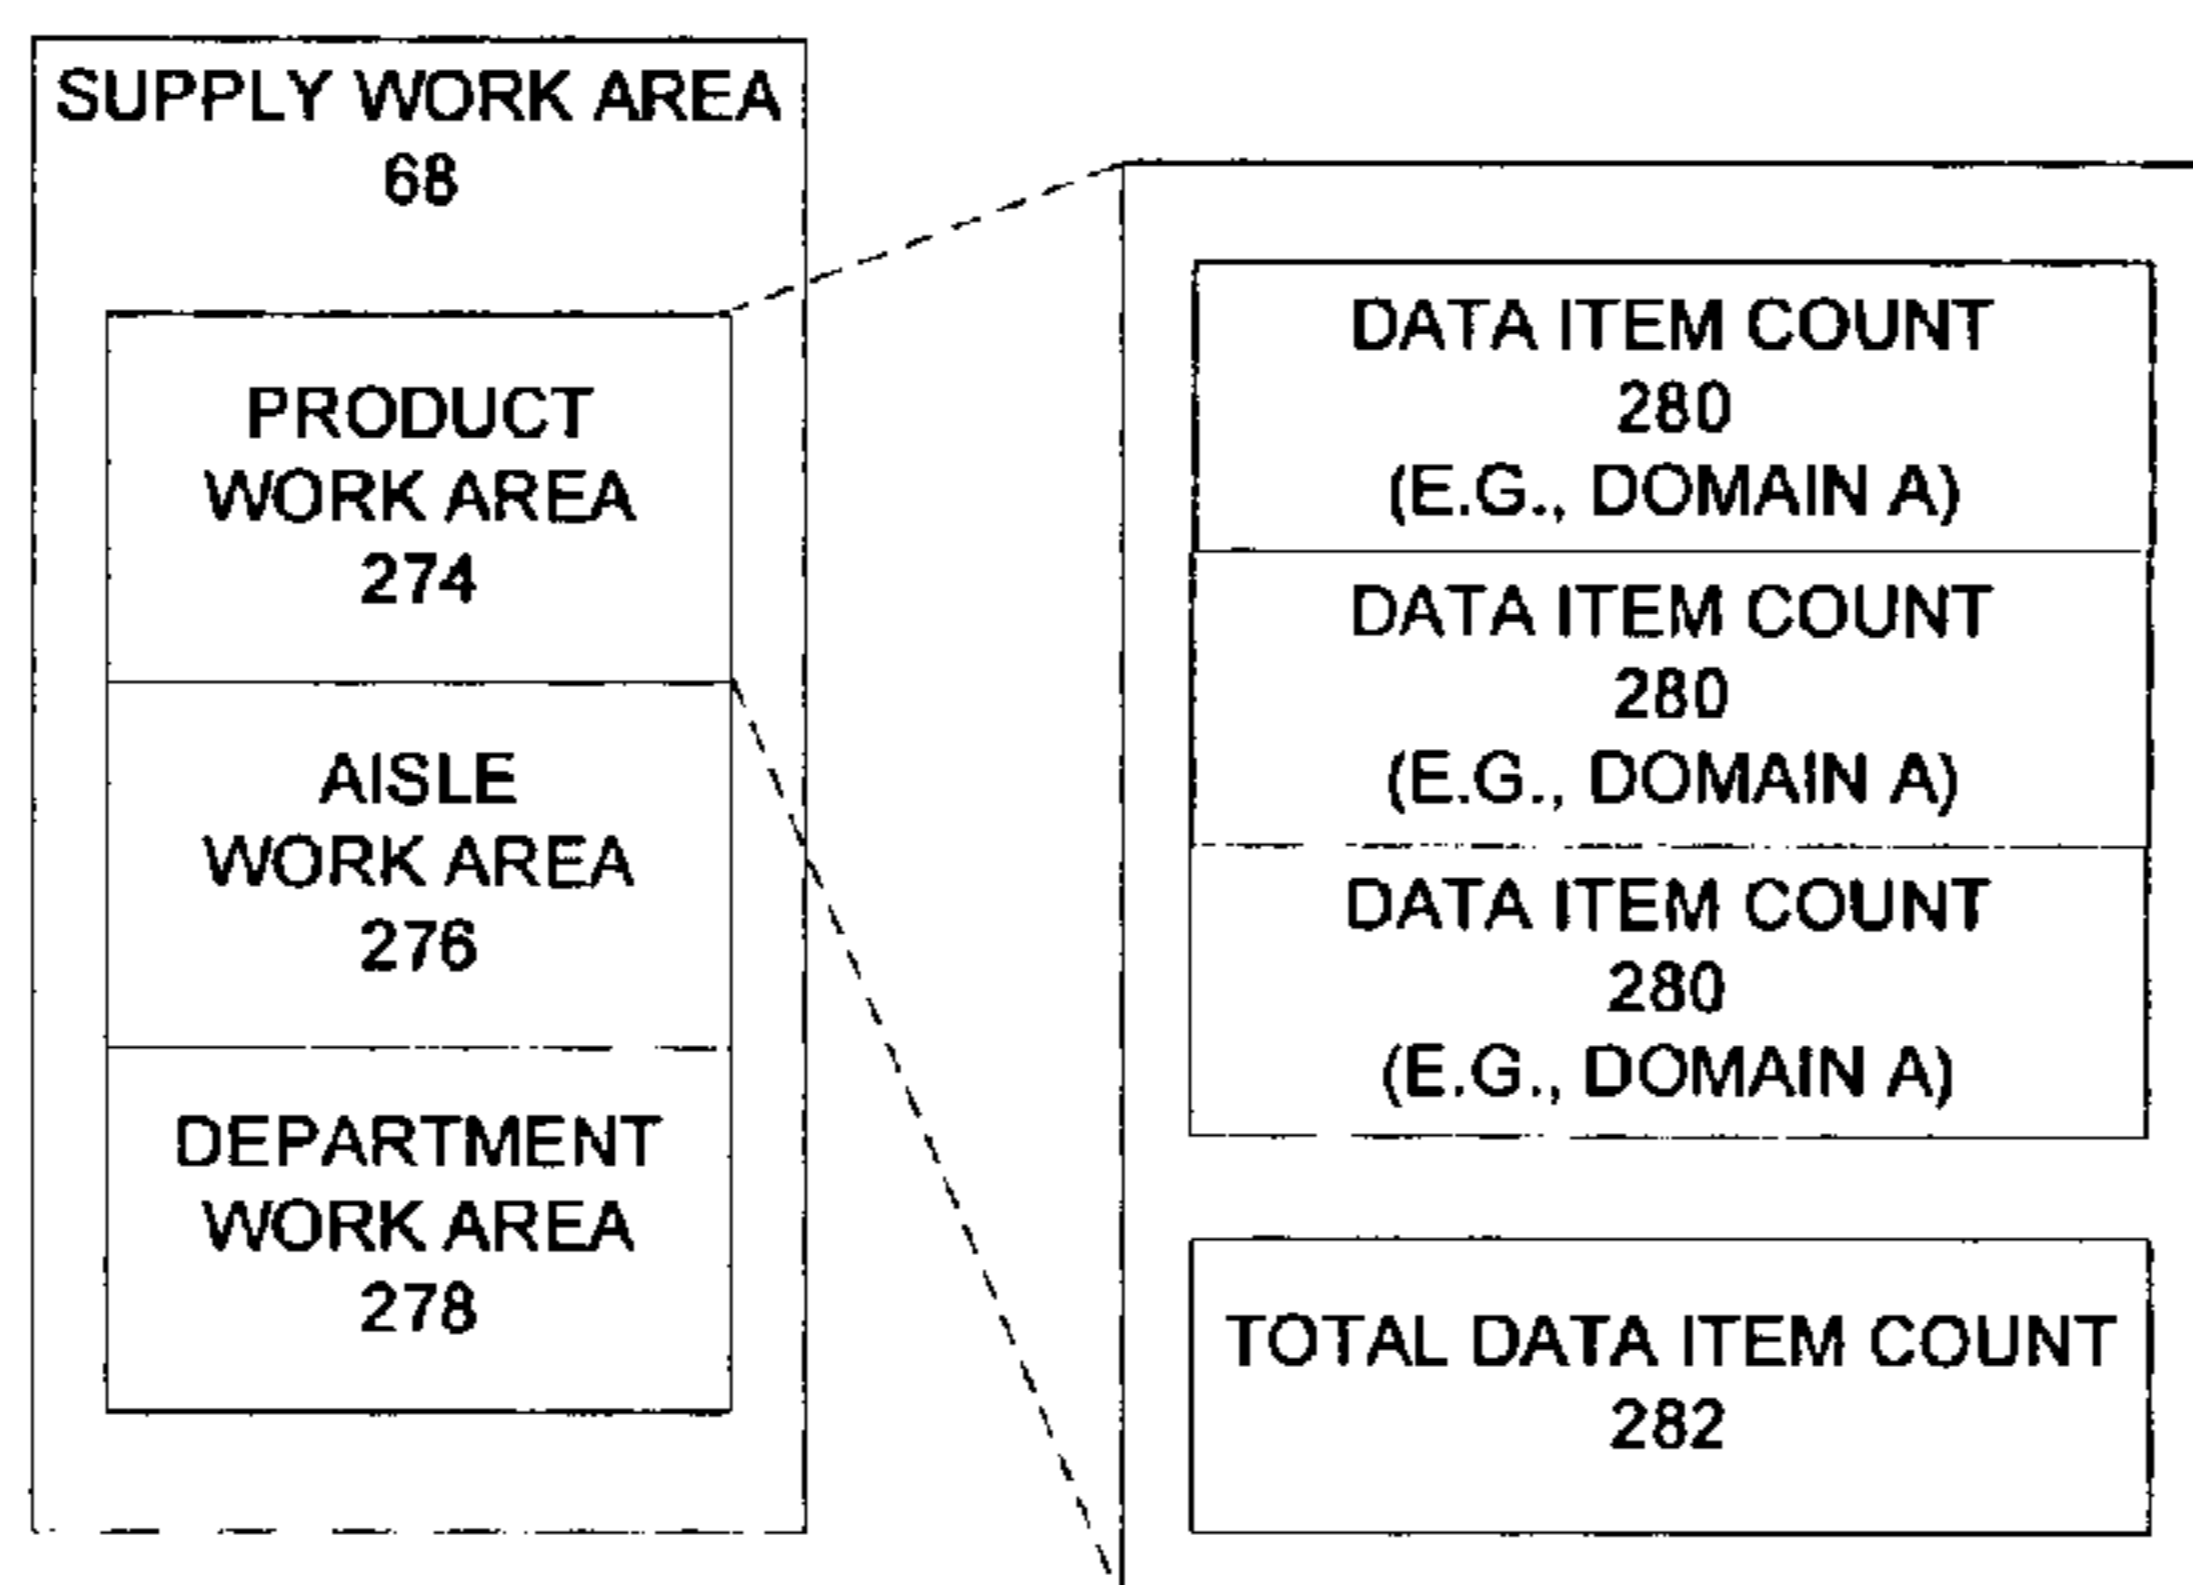 SUPPLY WORK AREA
68
PRODUCT
WORK AREA
274
AISLE
WORK AREA
276
DEPARTMENT
WORK AREA
278
DATA ITEM COUNT
280
(E.G., DOMAIN A)
DATA ITEM COUNT
280
(E.G., DOMAIN A)
DATA ITEM COUNT
280
(E.G., DOMAIN A)
TOTAL DATA ITEM COUNT
282